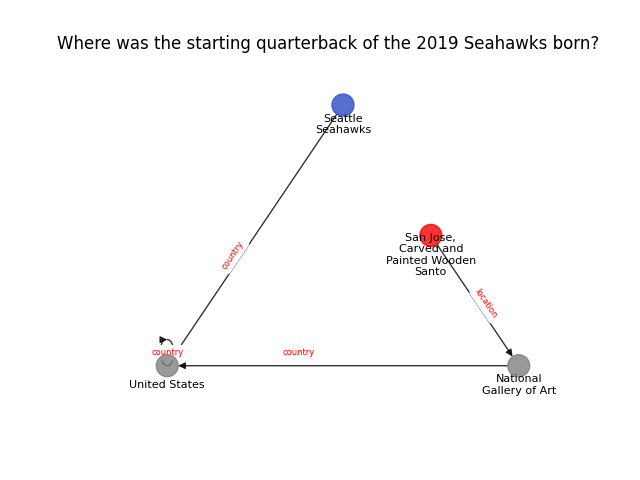 Where was the starting quarterback of the 2019 Seahawks born?
Seattle
Seahawks
country
San Jose,
Carved and
Painted Wooden
Santo
location
country
country
United States
National
Gallery of Art